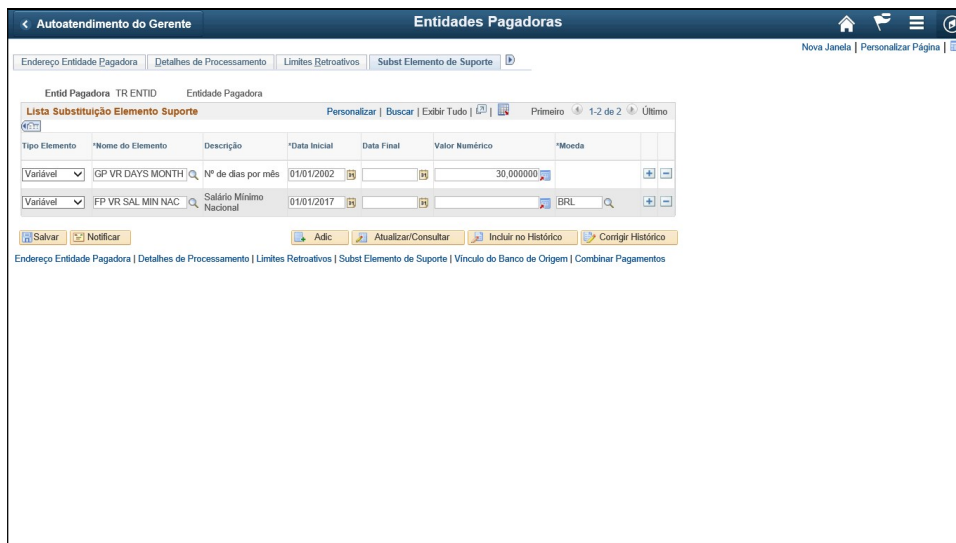 Autoatendimento do Gerente
Entidades Pagadoras
Nova Janela | Personalizar Página |
Endereço Entidade Pagadora
Detalhes de Processamento
Limites Retroativos
Subst Elemento de Suporte
Entid Pagadora TR ENTID Entidade Pagadora
Lista Substituição Elemento Suporte
Personalizar | Buscar | Exibir Tudo | | Primeiro 1-2 de 2 Último
Tipo Elemento *Nome do Elemento Descrição *Data Inicial Data Final Valor Numérico *Moeda
Variável GP VR DAYS MONTH Nº de dias por mês 01/01/2002 30,000000
Variável FP VR SAL MIN NAC Salário Mínimo Nacional 01/01/2017 BRL
Salvar Notificar Adic Atualizar/Consultar Incluir no Histórico Corrigir Histórico
Endereço Entidade Pagadora | Detalhes de Processamento | Limites Retroativos | Subst Elemento de Suporte | Vínculo do Banco de Origem | Combinar Pagamentos